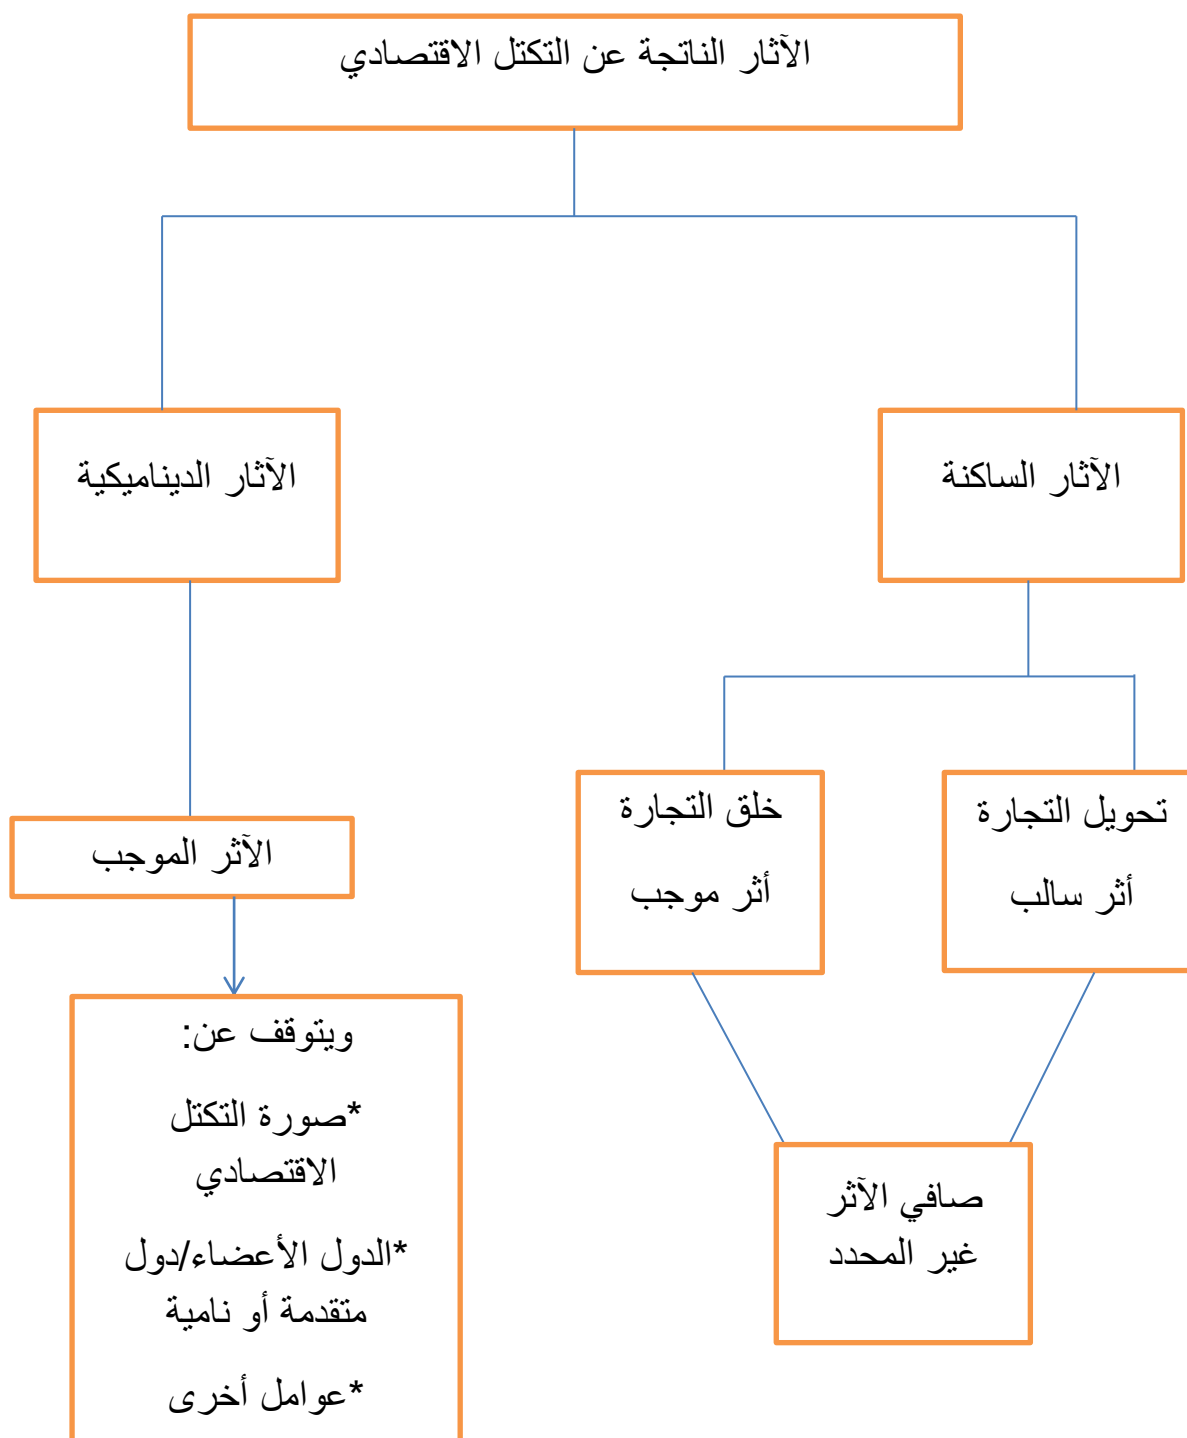 الآثار الناتجة عن التكتل الاقتصادي
الآثار الساكنة
الآثار الديناميكية
تحويل التجارة
أثر سالب
خلق التجارة
أثر موجب
الآثر الموجب
صافي الآثر
غير المحدد
ويتوقف عن:
*صورة التكتل
الاقتصادي
*الدول الأعضاء/دول
متقدمة أو نامية
*عوامل أخرى